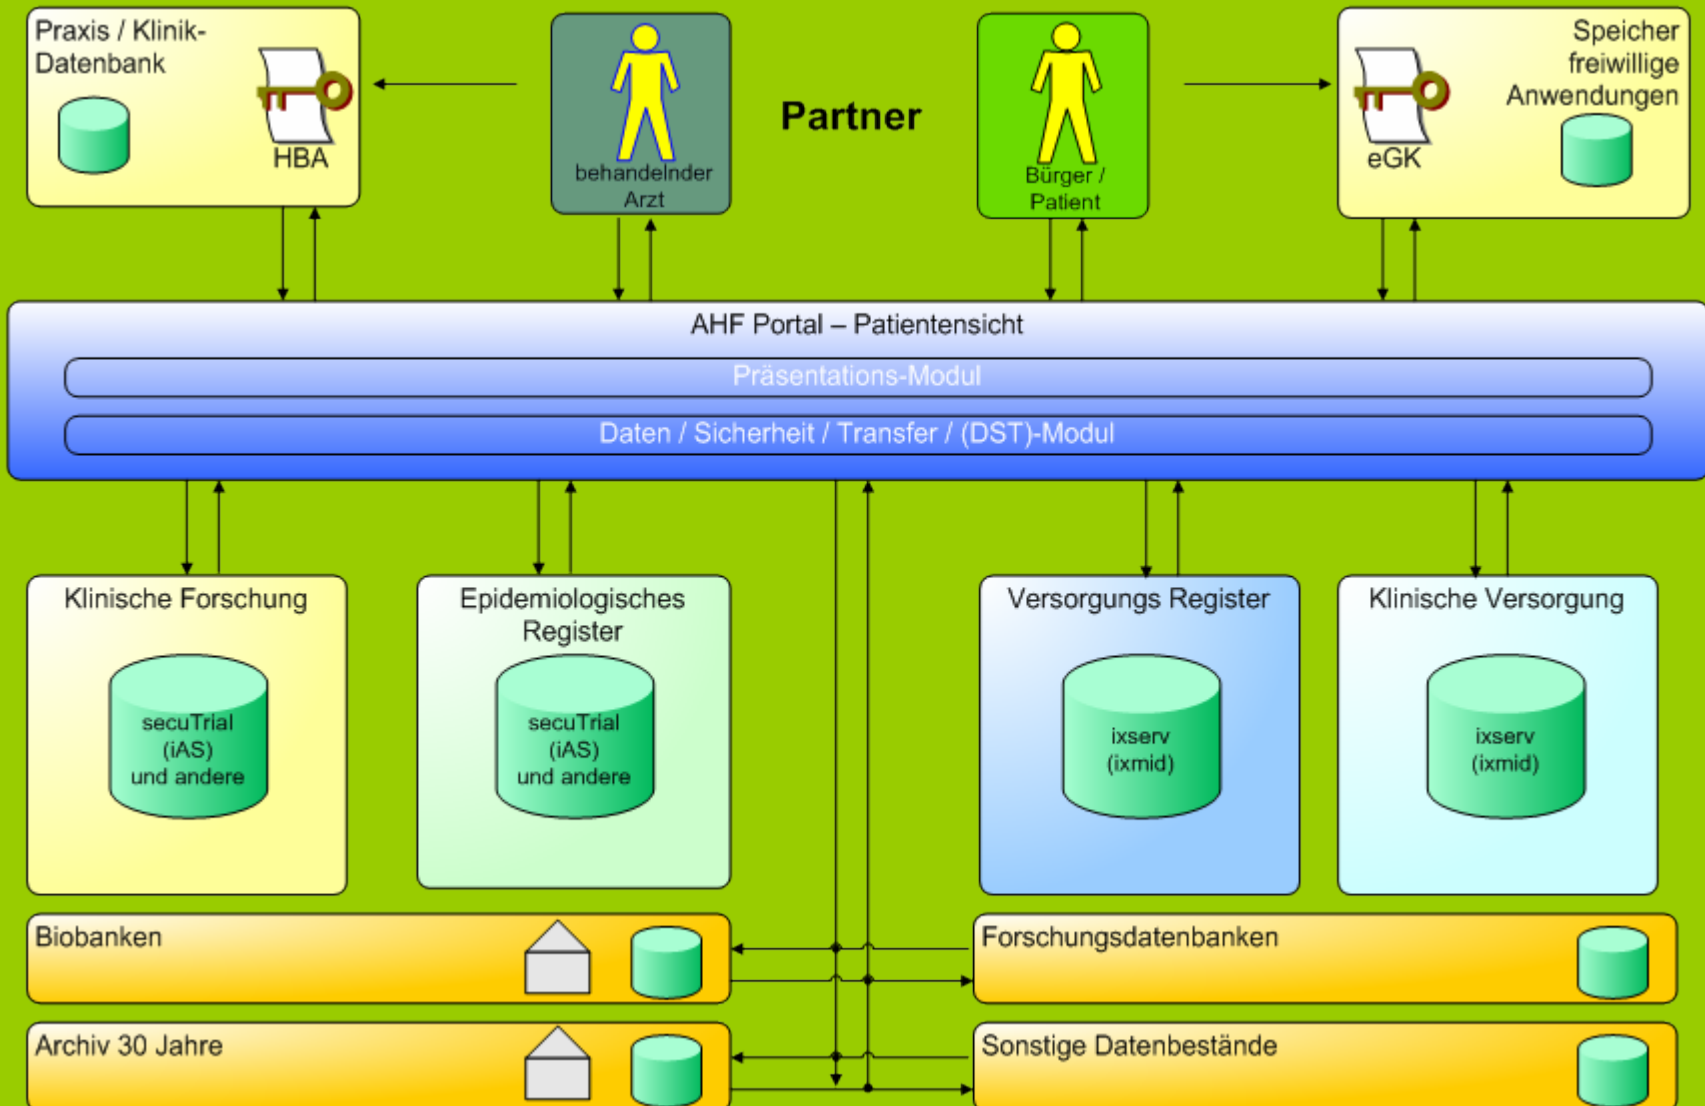 Praxis / Klinik-
Datenbank
HBA
behandelnder
Arzt
Partner
Bürger /
Patient
eGK
Speicher
freiwillige
Anwendungen
AHF Portal – Patientensicht
Präsentations-Modul
Daten / Sicherheit / Transfer / (DST)-Modul
Klinische Forschung
secuTrial
(iAS)
und andere
Epidemiologisches
Register
secuTrial
(iAS)
und andere
Versorgungs Register
ixserv
(ixmid)
Klinische Versorgung
ixserv
(ixmid)
Biobanken
Forschungsdatenbanken
Archiv 30 Jahre
Sonstige Datenbestände